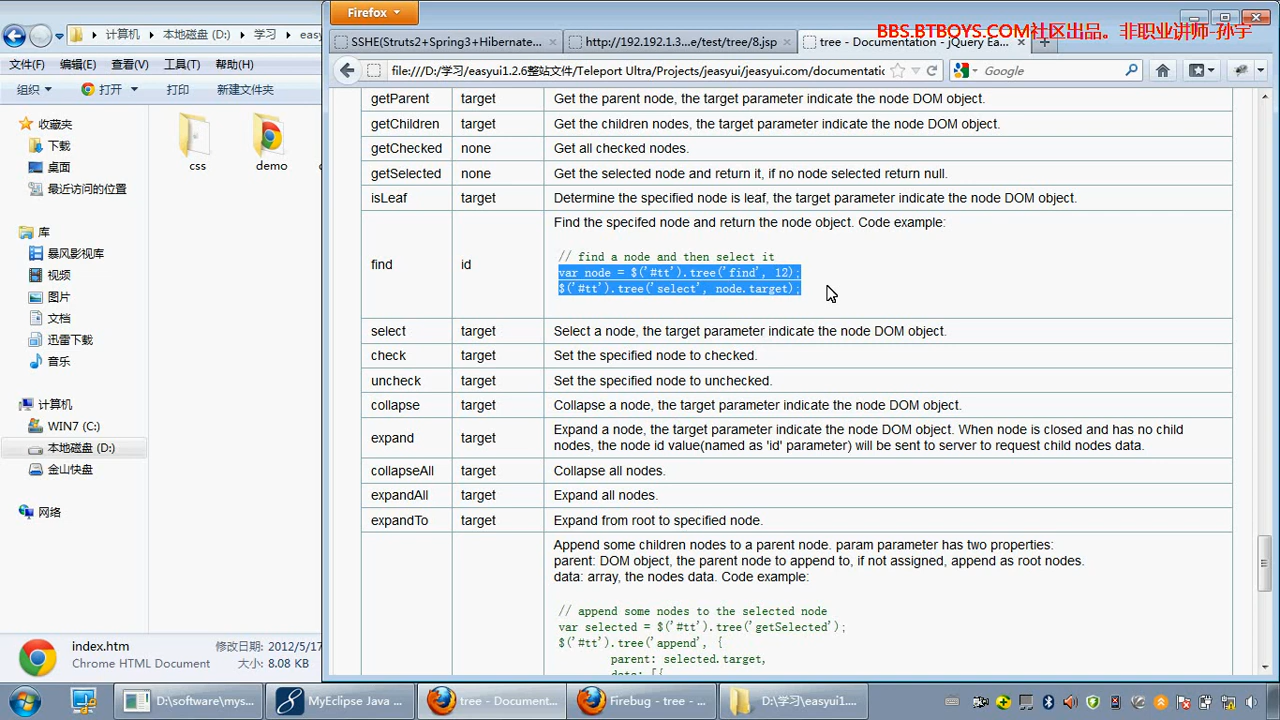 Firefox
BBS.BTBOYS.COM社区出品。非职业讲师-孙宇
计算机 本地磁盘 (D:) 学习 easy
SSHE(Struts2+Spring3+Hibernate...
http://192.192.1.3...e/test/tree/8.jsp
tree - Documentation - jQuery Ea...
文件(F) 编辑(E) 查看(V) 工具(T) 帮助(H)
file:///D:/学习/easyui1.2.6整站文件/Teleport Ultra/Projects/jeasyui/jeasyui.com/documentatic
Google
组织 打开 打印 新建文件夹
收藏夹
下载
桌面
最近访问的位置
库
暴风影视库
视频
图片
文档
迅雷下载
音乐
计算机
WIN7 (C:)
本地磁盘 (D:)
金山快盘
网络
css
demo
getParent target Get the parent node, the target parameter indicate the node DOM object.
getChildren target Get the children nodes, the target parameter indicate the node DOM object.
getChecked none Get all checked nodes.
getSelected none Get the selected node and return it, if no node selected return null.
isLeaf target Determine the specified node is leaf, the target parameter indicate the node DOM object.
find id Find the specifed node and return the node object. Code example:
// find a node and then select it
var node = $('#tt').tree('find', 12);
$('#tt').tree('select', node.target);
select target Select a node, the target parameter indicate the node DOM object.
check target Set the specified node to checked.
uncheck target Set the specified node to unchecked.
collapse target Collapse a node, the target parameter indicate the node DOM object.
expand target Expand a node, the target parameter indicate the node DOM object. When node is closed and has no child
nodes, the node id value(named as 'id' parameter) will be sent to server to request child nodes data.
collapseAll target Collapse all nodes.
expandAll target Expand all nodes.
expandTo target Expand from root to specified node.
Append some children nodes to a parent node. param parameter has two properties:
parent: DOM object, the parent node to append to, if not assigned, append as root nodes.
data: array, the nodes data. Code example:
// append some nodes to the selected node
var selected = $('#tt').tree('getSelected');
$('#tt').tree('append', {
parent: selected.target,
data: [{
index.htm 修改日期: 2012/5/17
Chrome HTML Document 大小: 8.08 KB
D:\software\mys...
MyEclipse Java ...
tree - Document...
Firebug - tree - ...
D:\学习\easyui1....